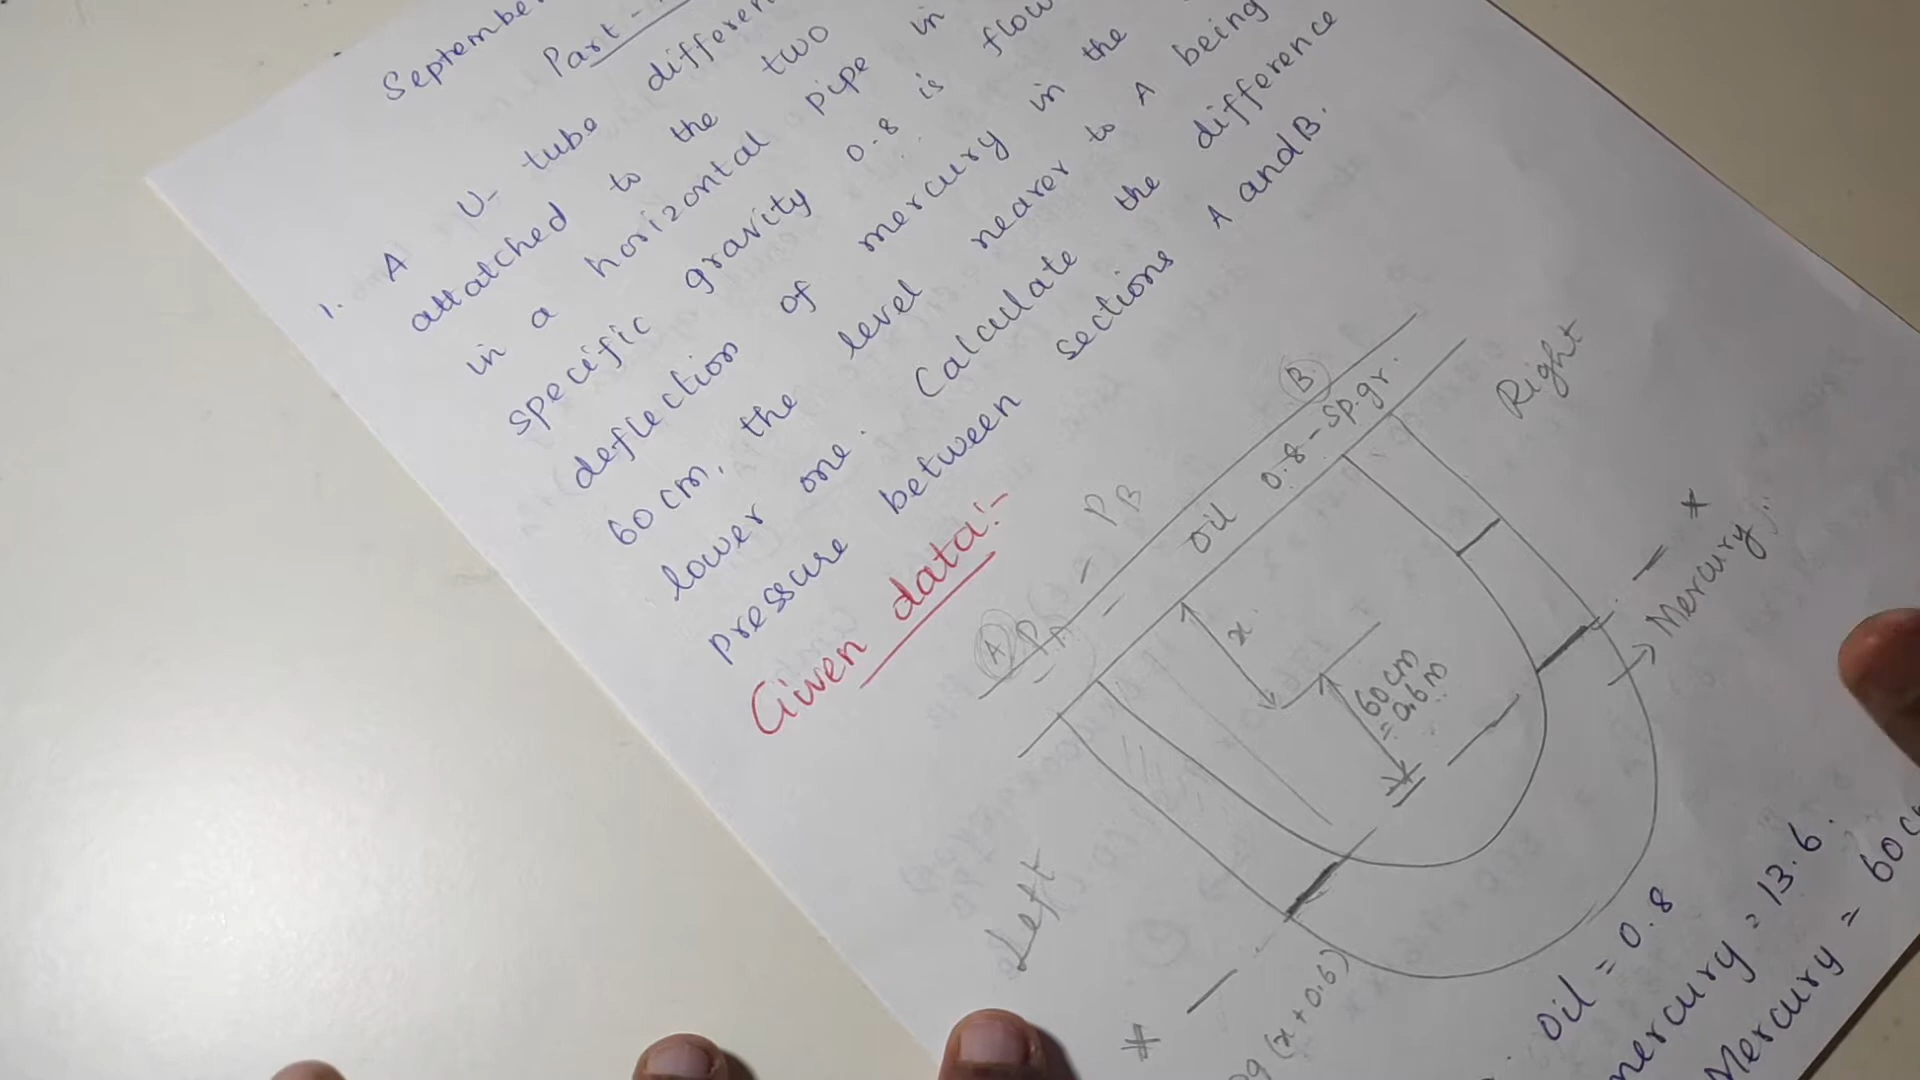 September
Part -
1. A U- tube differen
attatched to the two
in a horizontal pipe in
specific gravity 0.8 is flow
deflection of mercury in the
60 cm, the level nearer to A being
lower one. Calculate the difference
pressure between sections A and B.
Given data:-
A PA = PB B
Oil 0.8 - sp.gr.
Right
x
60 cm
= 0.6 m
* Mercury
Left
*
g (x + 0.6)
Oil = 0.8
mercury = 13.6.
Mercury = 60 c